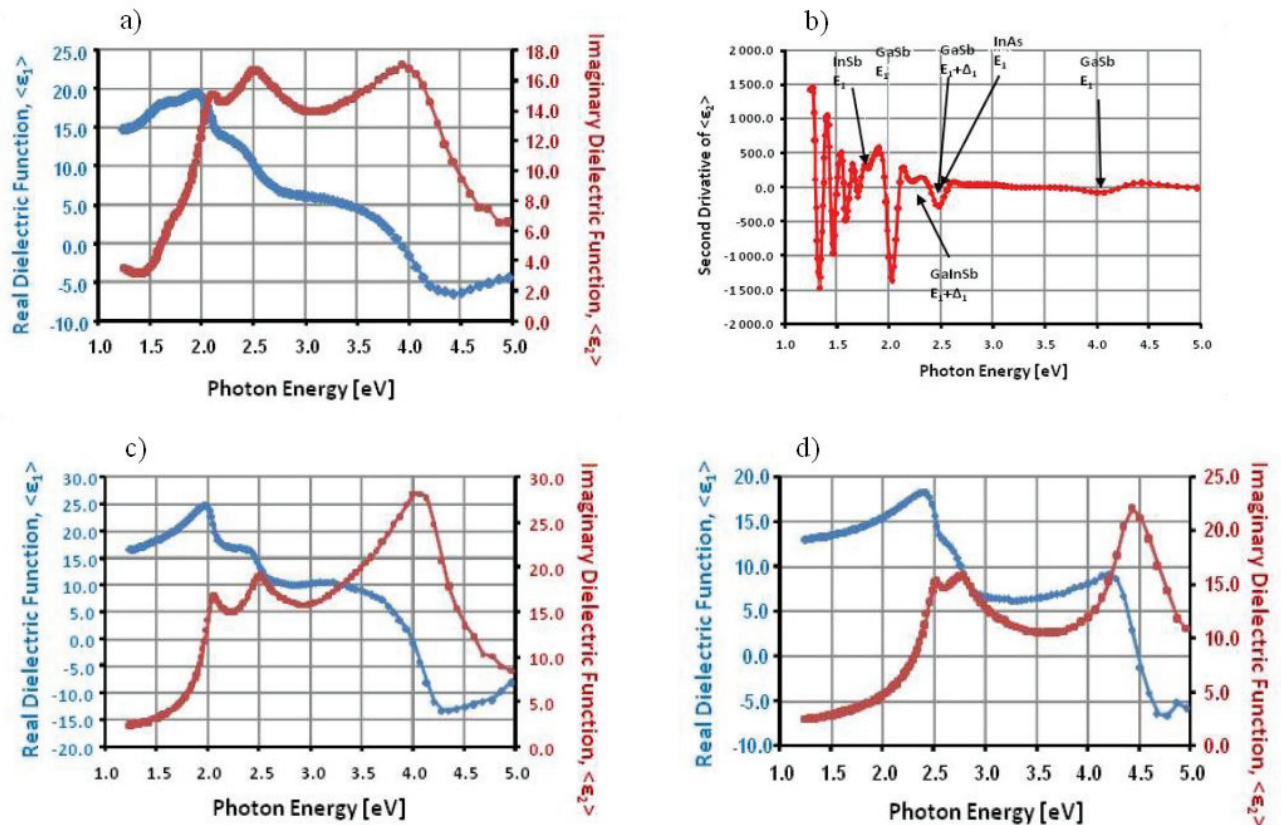 a)
Real Dielectric Function, <ε1>
25.0
20.0
15.0
10.0
5.0
0.0
-5.0
-10.0
18.0
16.0
14.0
12.0
10.0
8.0
6.0
4.0
2.0
0.0
Imaginary Dielectric Function, <ε2>
1.0 1.5 2.0 2.5 3.0 3.5 4.0 4.5 5.0
Photon Energy [eV]
b)
Second Drivative of <ε2>
2000.0
1500.0
1000.0
500.0
0.0
-500.0
-1000.0
-1500.0
-2000.0
InSb
E1
GaSb
E1
GaSb
E1+Δ1
InAs
E1
GaSb
E1
GaInSb
E1+Δ1
1.0 1.5 2.0 2.5 3.0 3.5 4.0 4.5 5.0
Photon Energy [eV]
c)
Real Dielectric Function, <ε1>
30.0
25.0
20.0
15.0
10.0
5.0
0.0
-5.0
-10.0
-15.0
-20.0
30.0
25.0
20.0
15.0
10.0
5.0
0.0
Imaginary Dielectric Function, <ε2>
1.0 1.5 2.0 2.5 3.0 3.5 4.0 4.5 5.0
Photon Energy [eV]
d)
Real Dielectric Function, <ε1>
20.0
15.0
10.0
5.0
0.0
-5.0
-10.0
25.0
20.0
15.0
10.0
5.0
0.0
Imaginary Dielectric Function, <ε2>
1.0 1.5 2.0 2.5 3.0 3.5 4.0 4.5 5.0
Photon Energy [eV]